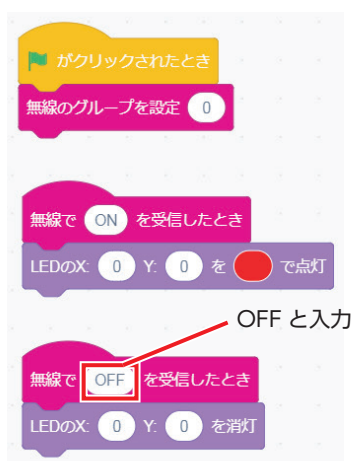 がクリックされたとき
無線のグループを設定 0
無線で ON を受信したとき
LEDのX: 0 Y: 0 を で点灯
OFF と入力
無線で OFF を受信したとき
LEDのX: 0 Y: 0 を消灯